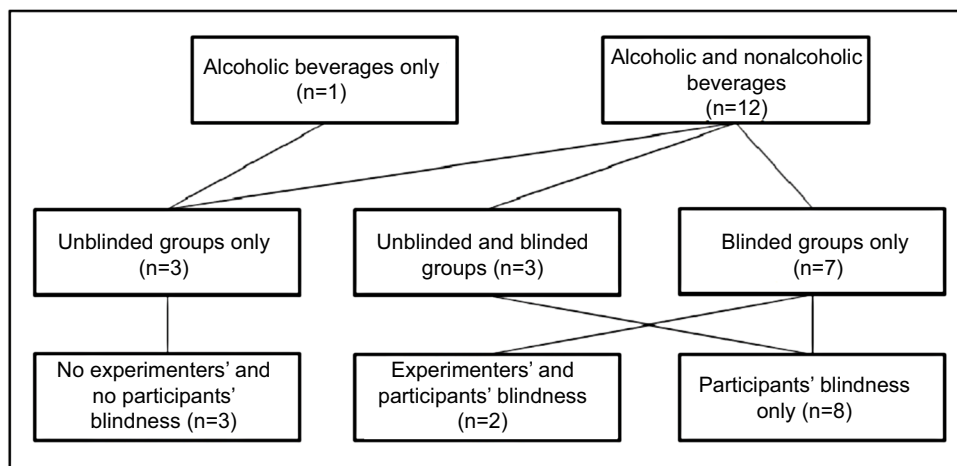 Alcoholic beverages only
(n=1)
Alcoholic and nonalcoholic
beverages
(n=12)
Unblinded groups only
(n=3)
Unblinded and blinded
groups (n=3)
Blinded groups only
(n=7)
No experimenters’ and
no participants’
blindness (n=3)
Experimenters’ and
participants’ blindness
(n=2)
Participants’ blindness
only (n=8)